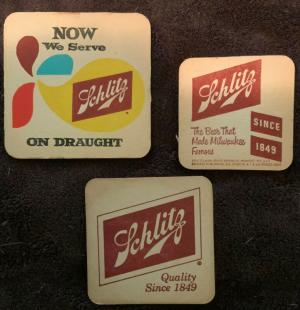 NOW
We Serve
Schlitz
ON DRAUGHT
Schlitz
The Beer That
Made Milwaukee
Famous
SINCE
1849
Schlitz
Quality
Since 1849